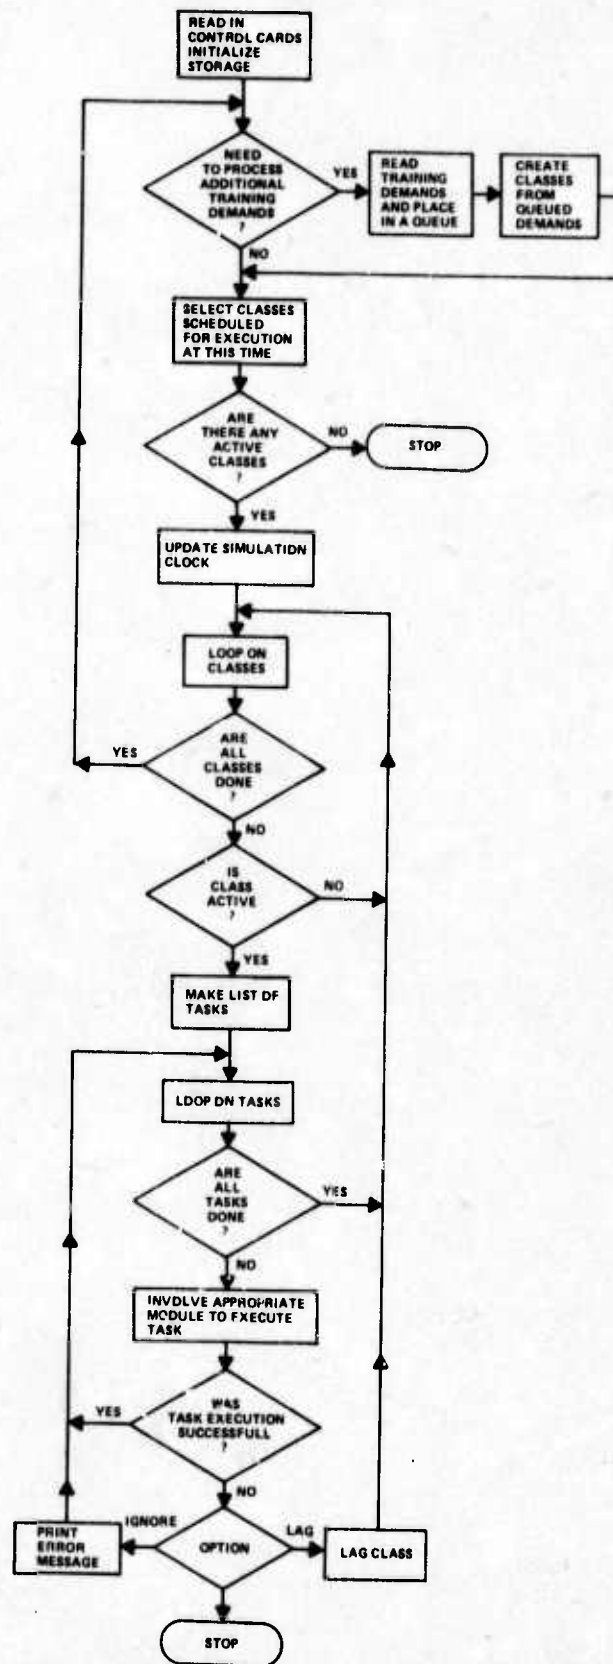 READ IN
CONTROL CARDS
INITIALIZE
STORAGE
NEED
TO PROCESS
ADDITIONAL
TRAINING
DEMANDS
?
YES
READ
TRAINING
DEMANDS
AND PLACE
IN A QUEUE
CREATE
CLASSES
FROM
QUEUED
DEMANDS
NO
SELECT CLASSES
SCHEDULED
FOR EXECUTION
AT THIS TIME
ARE
THERE ANY
ACTIVE
CLASSES
?
NO
STOP
YES
UPDATE SIMULATION
CLOCK
LOOP ON
CLASSES
ARE
ALL
CLASSES
DONE
?
YES
NO
IS
CLASS
ACTIVE
?
NO
YES
MAKE LIST OF
TASKS
LOOP ON TASKS
ARE
ALL
TASKS
DONE
?
YES
NO
INVOLVE APPROPRIATE
MODULE TO EXECUTE
TASK
WAS
TASK EXECUTION
SUCCESSFULL
?
YES
NO
IGNORE
OPTION
LAG
PRINT
ERROR
MESSAGE
LAG CLASS
STOP